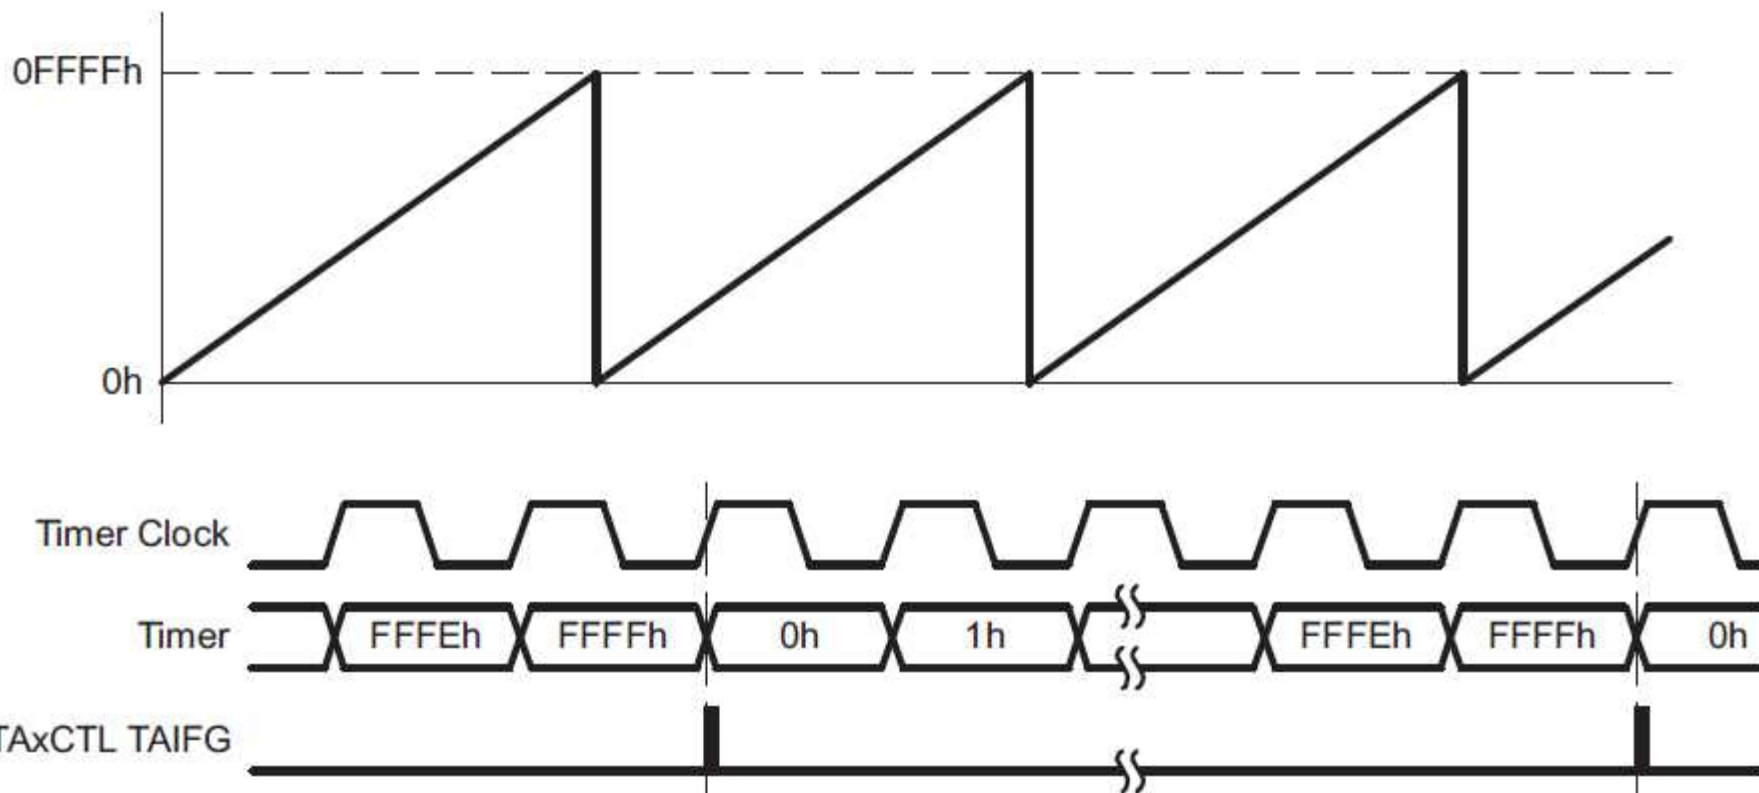 0FFFFh
0h
Timer Clock
Timer FFFEh FFFFh 0h 1h FFFEh FFFFh 0h
TAxCTL TAIFG